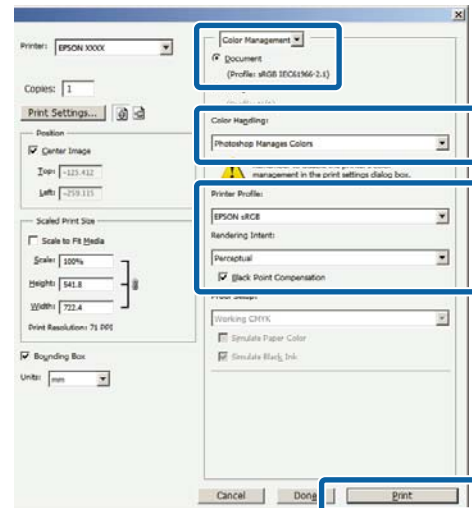 Printer: EPSON XXXX
Copies: 1
Print Settings...
Position
Center Image
Top: -125.412
Left: -259.115
Scaled Print Size
Scale to Fit Media
Scale: 100%
Height: 541.8
Width: 722.4
Print Resolution: 71 PPI
Bounding Box
Units: mm
Color Management
Document
(Profile: sRGB IEC61966-2.1)
Color Handling:
Photoshop Manages Colors
management in the print settings dialog box.
Printer Profile:
EPSON sRGB
Rendering Intent:
Perceptual
Black Point Compensation
Proof Setup:
Working CMYK
Simulate Paper Color
Simulate Black Ink
Cancel
Done
Print